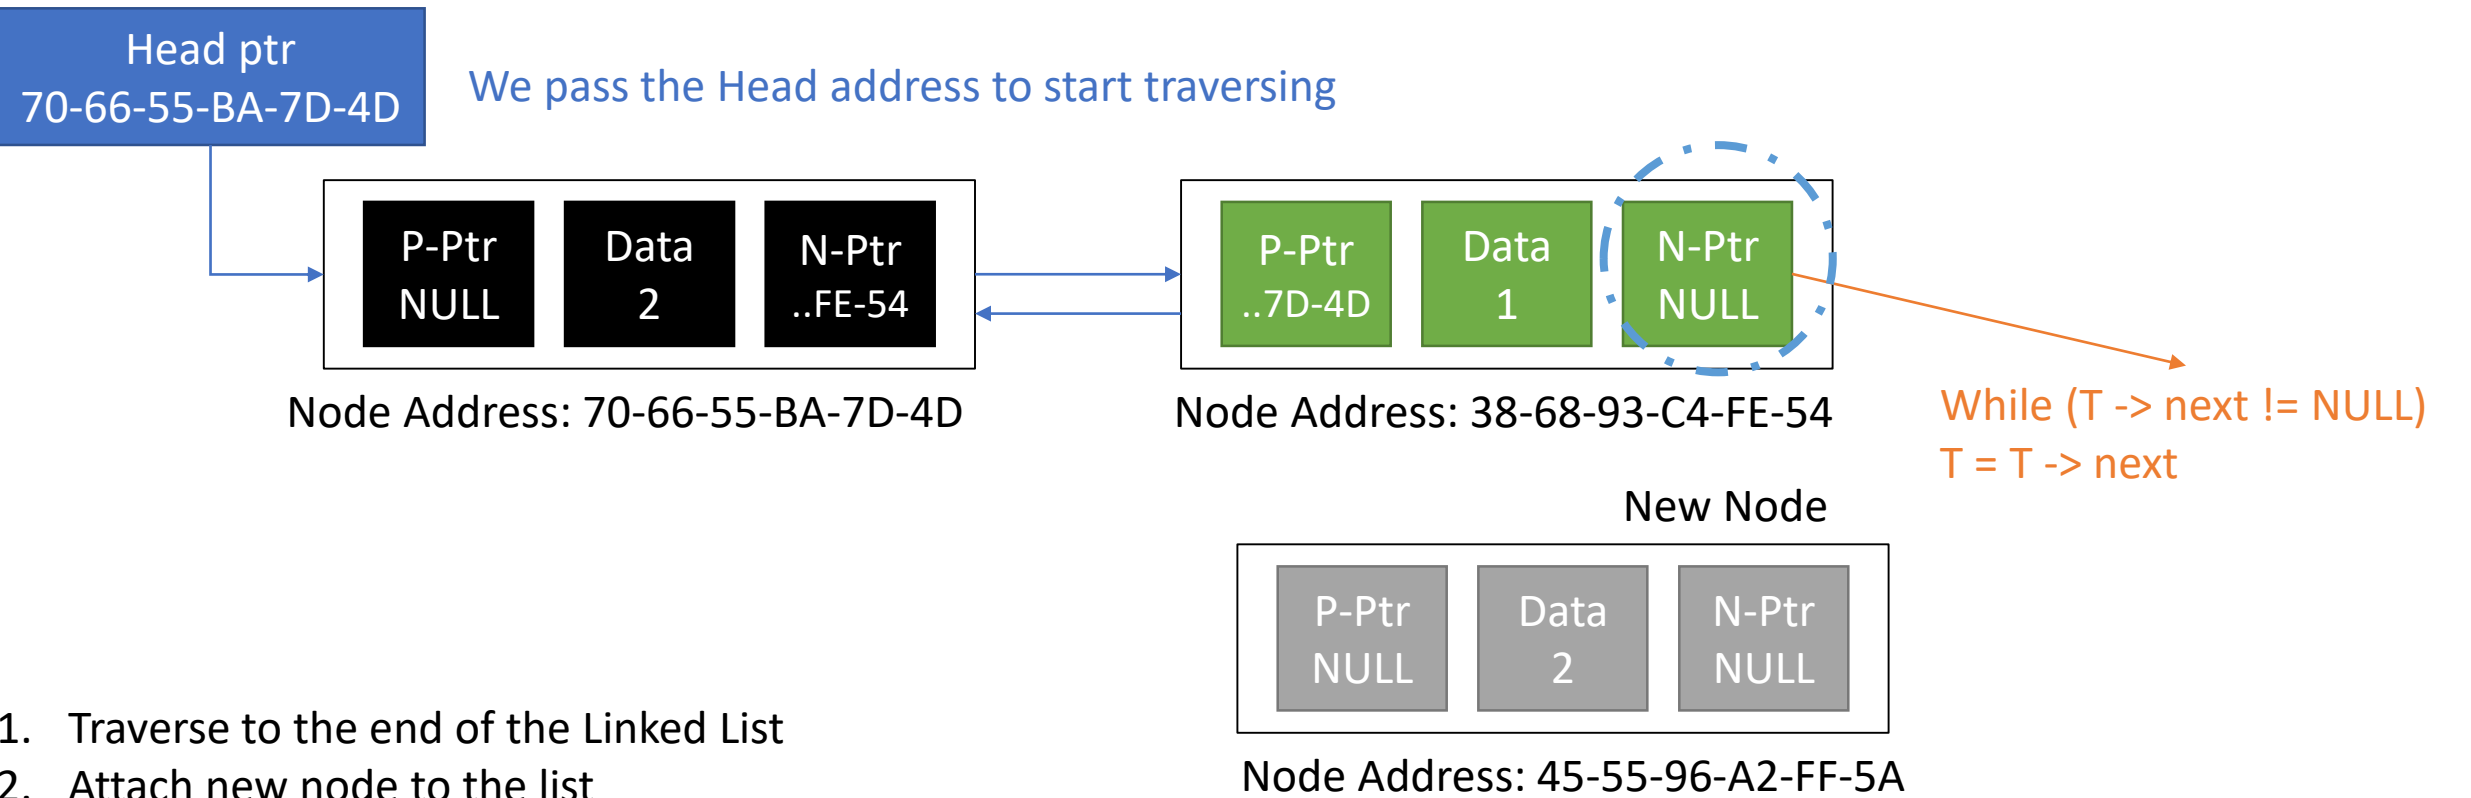 Head ptr
70-66-55-BA-7D-4D
We pass the Head address to start traversing
P-Ptr
NULL
Data
2
N-Ptr
..FE-54
P-Ptr
..7D-4D
Data
1
N-Ptr
NULL
Node Address: 70-66-55-BA-7D-4D
Node Address: 38-68-93-C4-FE-54
While (T -> next != NULL)
T = T -> next
New Node
P-Ptr
NULL
Data
2
N-Ptr
NULL
Node Address: 45-55-96-A2-FF-5A
1. Traverse to the end of the Linked List
2. Attach new node to the list